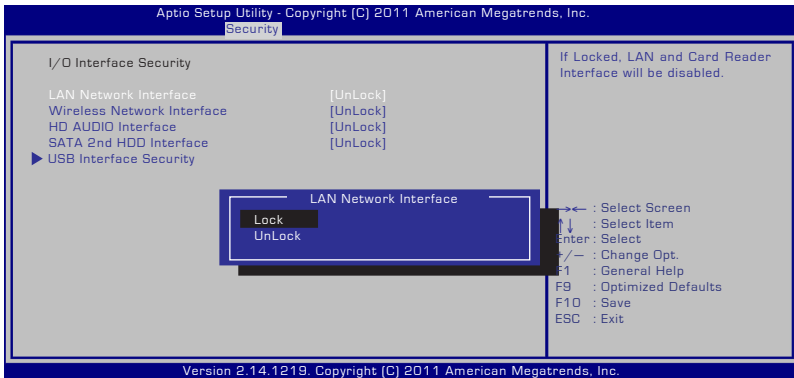 Aptio Setup Utility - Copyright (C) 2011 American Megatrends, Inc.
Security
I/O Interface Security
LAN Network Interface [UnLock]
Wireless Network Interface [UnLock]
HD AUDIO Interface [UnLock]
SATA 2nd HDD Interface [UnLock]
USB Interface Security
If Locked, LAN and Card Reader
Interface will be disabled.
LAN Network Interface
Lock
UnLock
→← : Select Screen
↑↓ : Select Item
Enter : Select
+/— : Change Opt.
F1 : General Help
F9 : Optimized Defaults
F10 : Save
ESC : Exit
Version 2.14.1219. Copyright (C) 2011 American Megatrends, Inc.